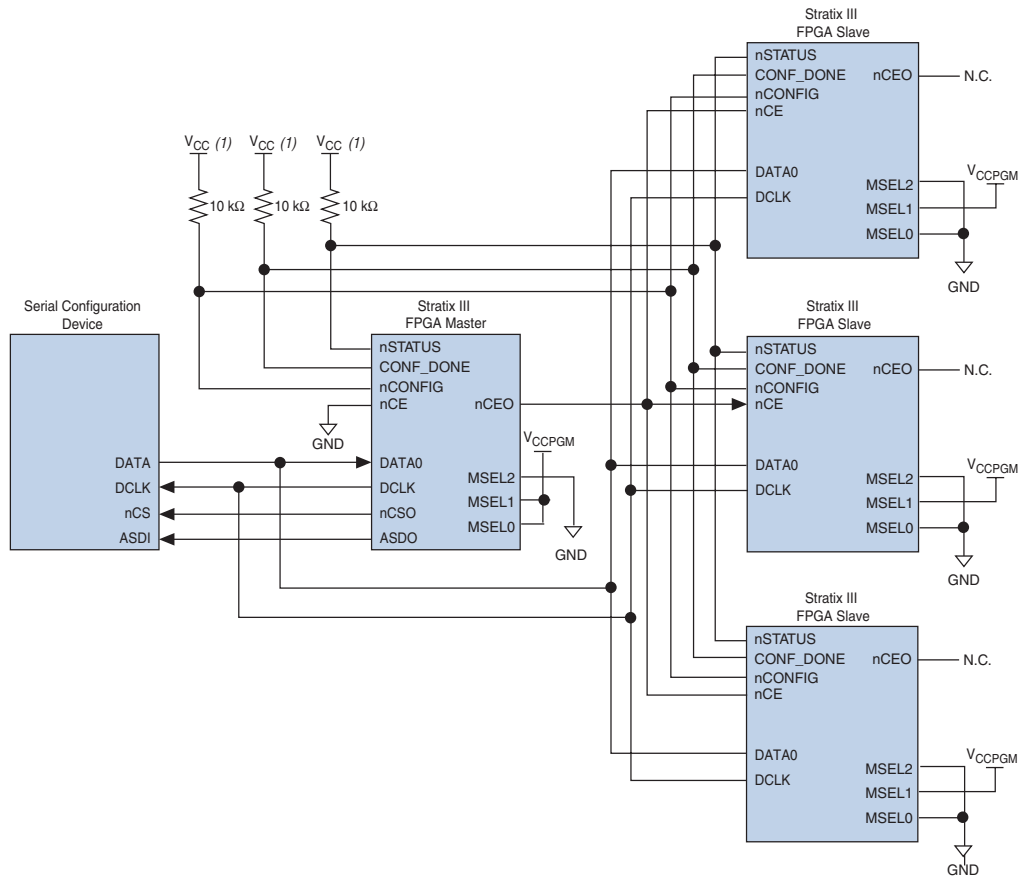 Stratix III
FPGA Slave
nSTATUS
CONF_DONE
nCONFIG
nCE
nCEO
N.C.
DATA0
DCLK
MSEL2
MSEL1
MSEL0
VCCPGM
GND
VCC (1)
VCC (1)
VCC (1)
10 kΩ
10 kΩ
10 kΩ
Serial Configuration
Device
DATA
DCLK
nCS
ASDI
Stratix III
FPGA Master
nSTATUS
CONF_DONE
nCONFIG
nCE
nCEO
GND
DATA0
DCLK
nCSO
ASDO
MSEL2
MSEL1
MSEL0
VCCPGM
GND
Stratix III
FPGA Slave
nSTATUS
CONF_DONE
nCONFIG
nCE
nCEO
N.C.
DATA0
DCLK
MSEL2
MSEL1
MSEL0
VCCPGM
GND
Stratix III
FPGA Slave
nSTATUS
CONF_DONE
nCONFIG
nCE
nCEO
N.C.
DATA0
DCLK
MSEL2
MSEL1
MSEL0
VCCPGM
GND